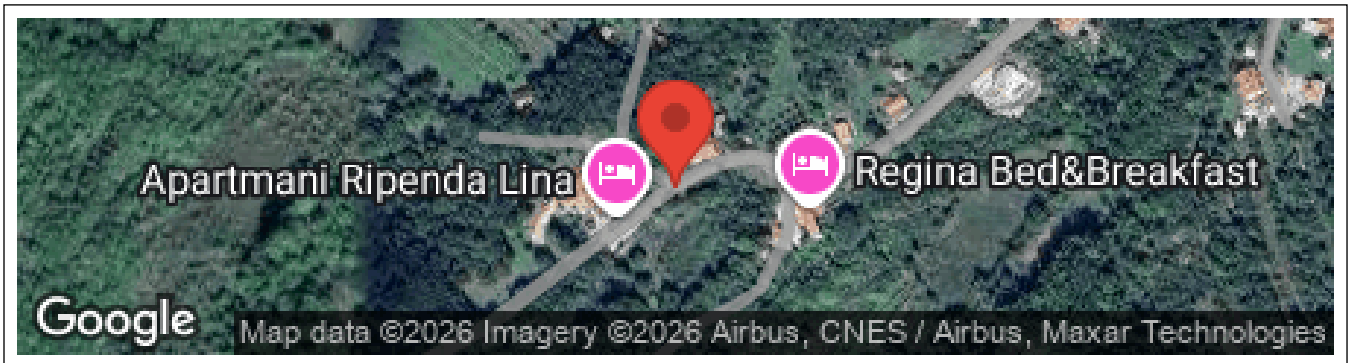 Apartmani Ripenda Lina
Regina Bed&Breakfast
Google
Map data ©2026 Imagery ©2026 Airbus, CNES / Airbus, Maxar Technologies